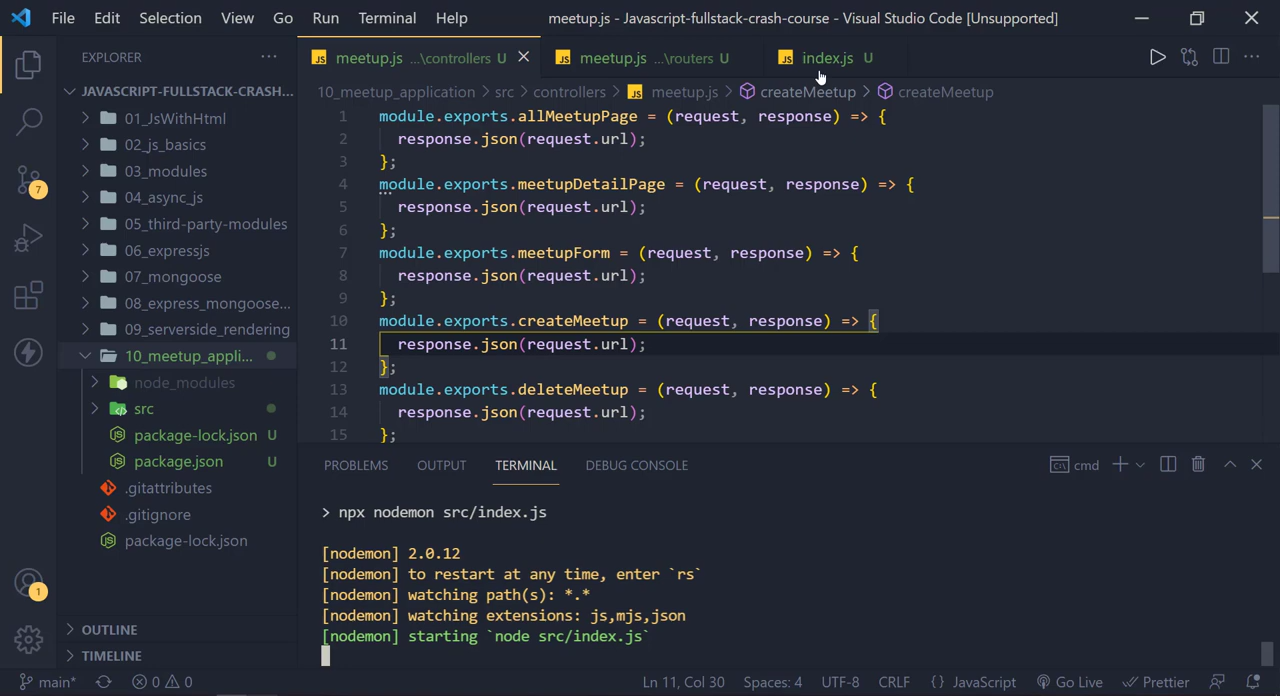 File Edit Selection View Go Run Terminal Help meetup.js - Javascript-fullstack-crash-course - Visual Studio Code [Unsupported]
EXPLORER
JS meetup.js ...\controllers U
JS meetup.js ...\routers U
JS index.js U
10_meetup_application > src > controllers > JS meetup.js > createMeetup > createMeetup
JAVASCRIPT-FULLSTACK-CRASH...
01_JsWithHtml
02_js_basics
03_modules
04_async_js
05_third-party-modules
06_expressjs
07_mongoose
08_express_mongoose...
09_serverside_rendering
10_meetup_appli...
node_modules
src
package-lock.json U
package.json U
.gitattributes
.gitignore
package-lock.json
OUTLINE
TIMELINE
7
1
1 module.exports.allMeetupPage = (request, response) => {
2 response.json(request.url);
3 };
4 module.exports.meetupDetailPage = (request, response) => {
5 response.json(request.url);
6 };
7 module.exports.meetupForm = (request, response) => {
8 response.json(request.url);
9 };
10 module.exports.createMeetup = (request, response) => {
11 response.json(request.url);
12 };
13 module.exports.deleteMeetup = (request, response) => {
14 response.json(request.url);
15 };
PROBLEMS OUTPUT TERMINAL DEBUG CONSOLE cmd
> npx nodemon src/index.js
[nodemon] 2.0.12
[nodemon] to restart at any time, enter `rs`
[nodemon] watching path(s): *.*
[nodemon] watching extensions: js,mjs,json
[nodemon] starting `node src/index.js`
main* 0 0 Ln 11, Col 30 Spaces: 4 UTF-8 CRLF {} JavaScript Go Live Prettier